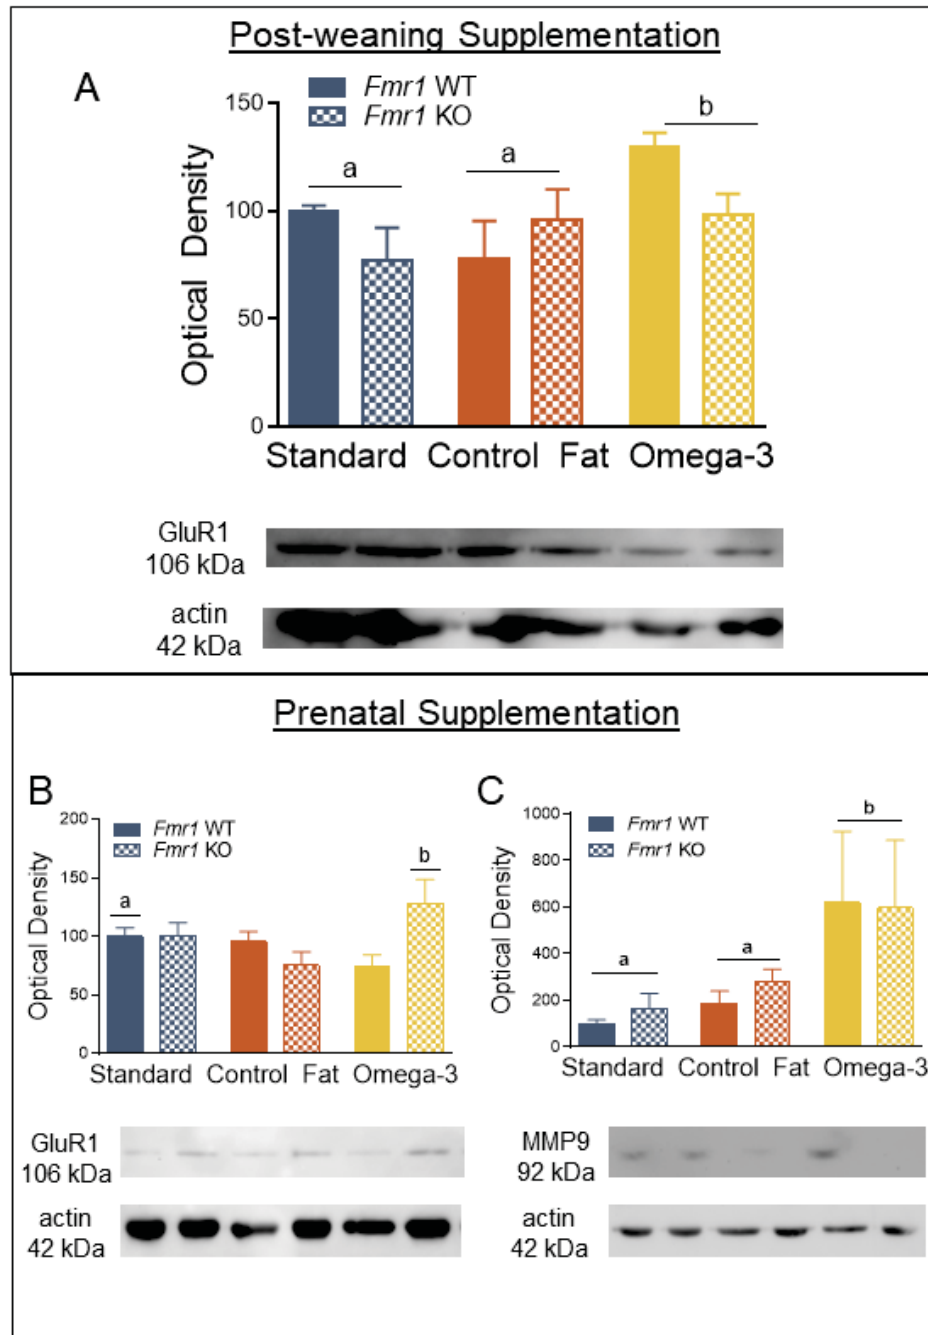 Post-weaning Supplementation
A
Fmr1 WT
Fmr1 KO
Optical Density
150
100
50
0
a
a
b
Standard Control Fat Omega-3
GluR1
106 kDa
actin
42 kDa
Prenatal Supplementation
B
Fmr1 WT
Fmr1 KO
Optical Density
200
150
100
50
0
a
b
Standard Control Fat Omega-3
GluR1
106 kDa
actin
42 kDa
C
Fmr1 WT
Fmr1 KO
Optical Density
1000
800
600
400
200
0
a
a
b
Standard Control Fat Omega-3
MMP9
92 kDa
actin
42 kDa